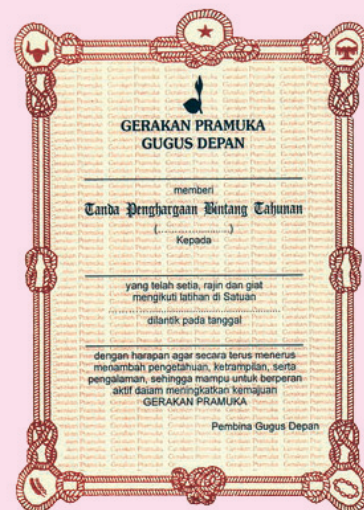 GERAKAN PRAMUKA
GUGUS DEPAN
memberi
Tanda Penghargaan Bintang Tahunan
(......................)
Kepada
yang telah setia, rajin dan giat
mengikuti latihan di Satuan
........................................
dilantik pada tanggal
dengan harapan agar secara terus menerus
menambah pengetahuan, ketrampilan, serta
pengalaman, sehingga mampu untuk berperan
aktif dalam meningkatkan kemajuan
GERAKAN PRAMUKA
Pembina Gugus Depan